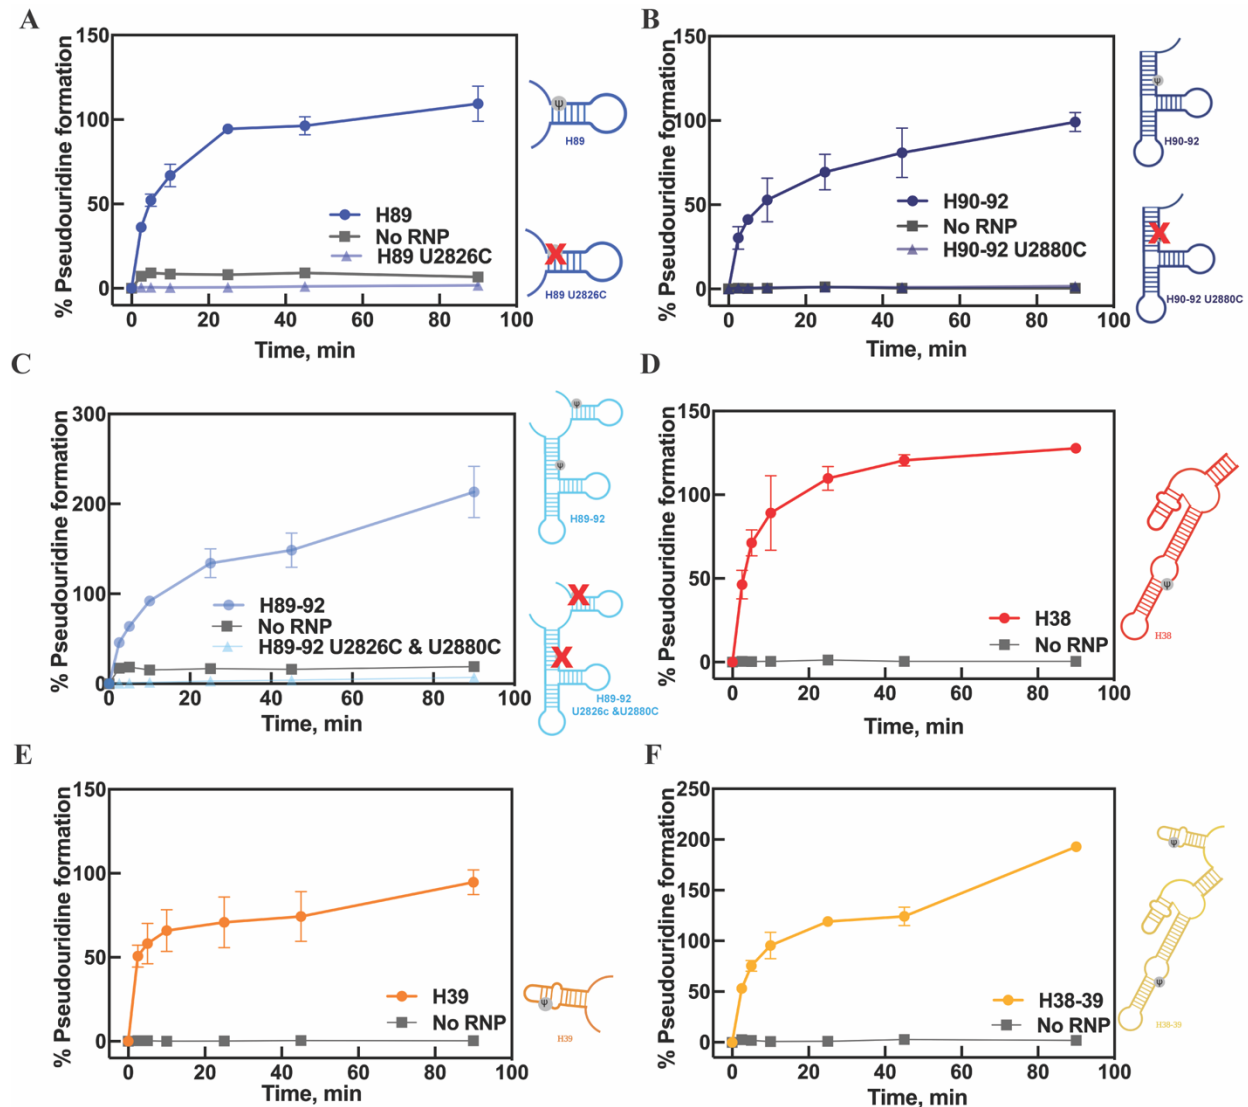 A
% Pseudouridine formation
150
100
50
0
H89
No RNP
H89 U2826C
0 20 40 60 80 100
Time, min
ψ
H89
X
H89 U2826C
B
% Pseudouridine formation
150
100
50
0
H90-92
No RNP
H90-92 U2880C
0 20 40 60 80 100
Time, min
ψ
H90-92
X
H90-92 U2880C
C
% Pseudouridine formation
300
200
100
0
H89-92
No RNP
H89-92 U2826C & U2880C
0 20 40 60 80 100
Time, min
ψ
ψ
H89-92
X
X
H89-92
U2826c &U2880C
D
% Pseudouridine formation
150
100
50
0
H38
No RNP
0 20 40 60 80 100
Time, min
ψ
H38
E
% Pseudouridine formation
150
100
50
0
H39
No RNP
0 20 40 60 80 100
Time, min
ψ
H39
F
% Pseudouridine formation
250
200
150
100
50
0
H38-39
No RNP
0 20 40 60 80 100
Time, min
ψ
ψ
H38-39